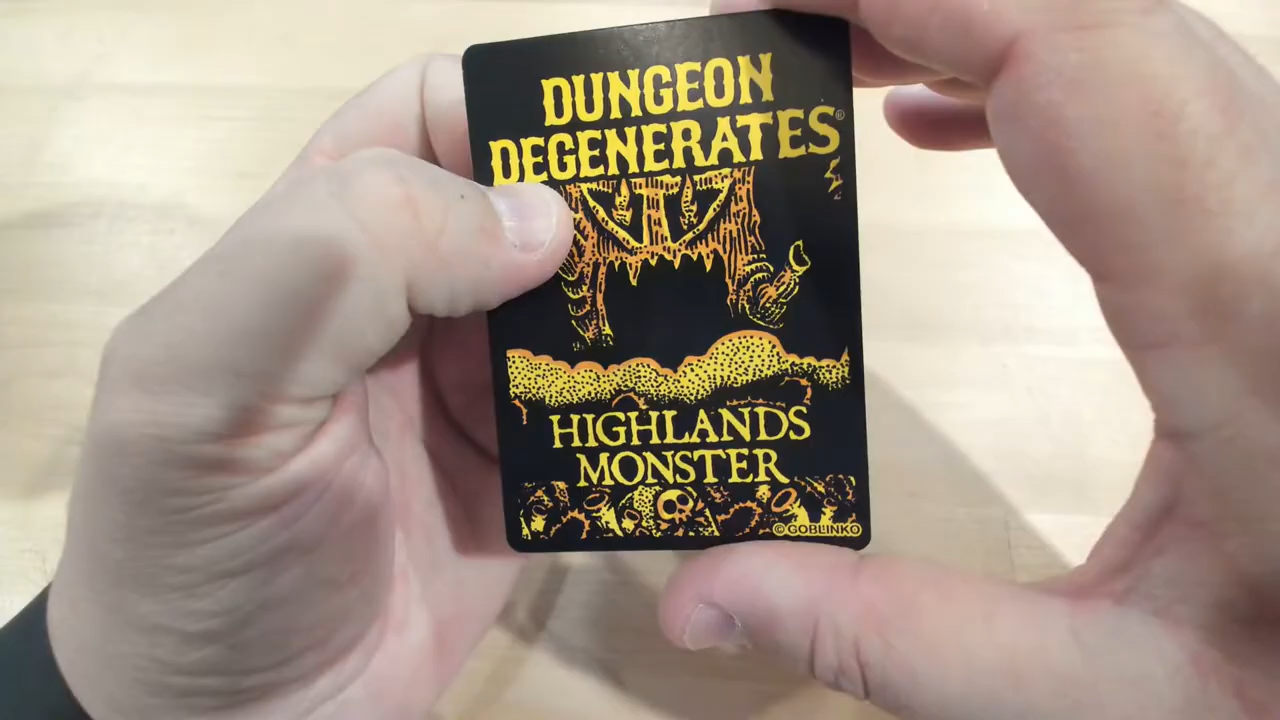 DUNGEON
DEGENERATES®
HIGHLANDS
MONSTER
© GOBLINKO